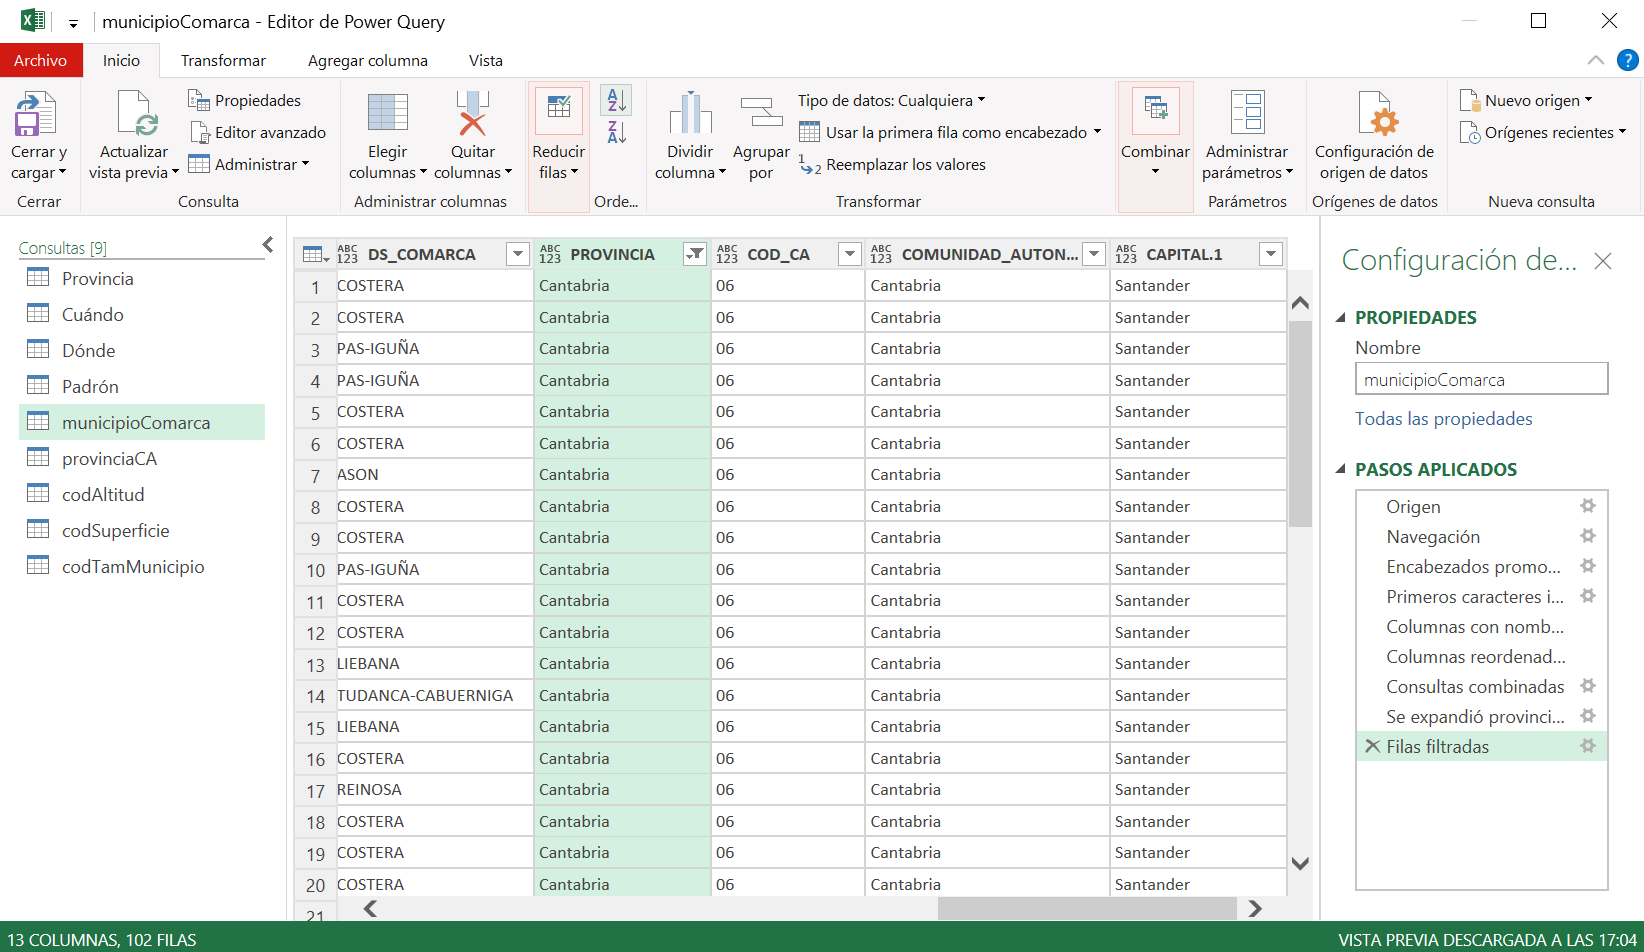 municipioComarca - Editor de Power Query
Archivo Inicio Transformar Agregar columna Vista
Cerrar y
cargar
Cerrar
Actualizar
vista previa
Propiedades
Editor avanzado
Administrar
Consulta
Elegir
columnas
Quitar
columnas
Administrar columnas
Reducir
filas
A
Z
Z
A
Orde...
Dividir
columna
Agrupar
por
Tipo de datos: Cualquiera
Usar la primera fila como encabezado
1 2 Reemplazar los valores
Transformar
Combinar
Administrar
parámetros
Parámetros
Configuración de
origen de datos
Orígenes de datos
Nuevo origen
Orígenes recientes
Nueva consulta
?
Consultas [9]
Provincia
Cuándo
Dónde
Padrón
municipioComarca
provinciaCA
codAltitud
codSuperficie
codTamMunicipio
ABC 123 DS_COMARCA ABC 123 PROVINCIA ABC 123 COD_CA ABC 123 COMUNIDAD_AUTON... ABC 123 CAPITAL.1
1 COSTERA Cantabria 06 Cantabria Santander
2 COSTERA Cantabria 06 Cantabria Santander
3 PAS-IGUÑA Cantabria 06 Cantabria Santander
4 PAS-IGUÑA Cantabria 06 Cantabria Santander
5 COSTERA Cantabria 06 Cantabria Santander
6 COSTERA Cantabria 06 Cantabria Santander
7 ASON Cantabria 06 Cantabria Santander
8 COSTERA Cantabria 06 Cantabria Santander
9 COSTERA Cantabria 06 Cantabria Santander
10 PAS-IGUÑA Cantabria 06 Cantabria Santander
11 COSTERA Cantabria 06 Cantabria Santander
12 COSTERA Cantabria 06 Cantabria Santander
13 LIEBANA Cantabria 06 Cantabria Santander
14 TUDANCA-CABUERNIGA Cantabria 06 Cantabria Santander
15 LIEBANA Cantabria 06 Cantabria Santander
16 COSTERA Cantabria 06 Cantabria Santander
17 REINOSA Cantabria 06 Cantabria Santander
18 COSTERA Cantabria 06 Cantabria Santander
19 COSTERA Cantabria 06 Cantabria Santander
20 COSTERA Cantabria 06 Cantabria Santander
21
Configuración de...
PROPIEDADES
Nombre
municipioComarca
Todas las propiedades
PASOS APLICADOS
Origen
Navegación
Encabezados promo...
Primeros caracteres i...
Columnas con nomb...
Columnas reordenad...
Consultas combinadas
Se expandió provinci...
Filas filtradas
13 COLUMNAS, 102 FILAS
VISTA PREVIA DESCARGADA A LAS 17:04